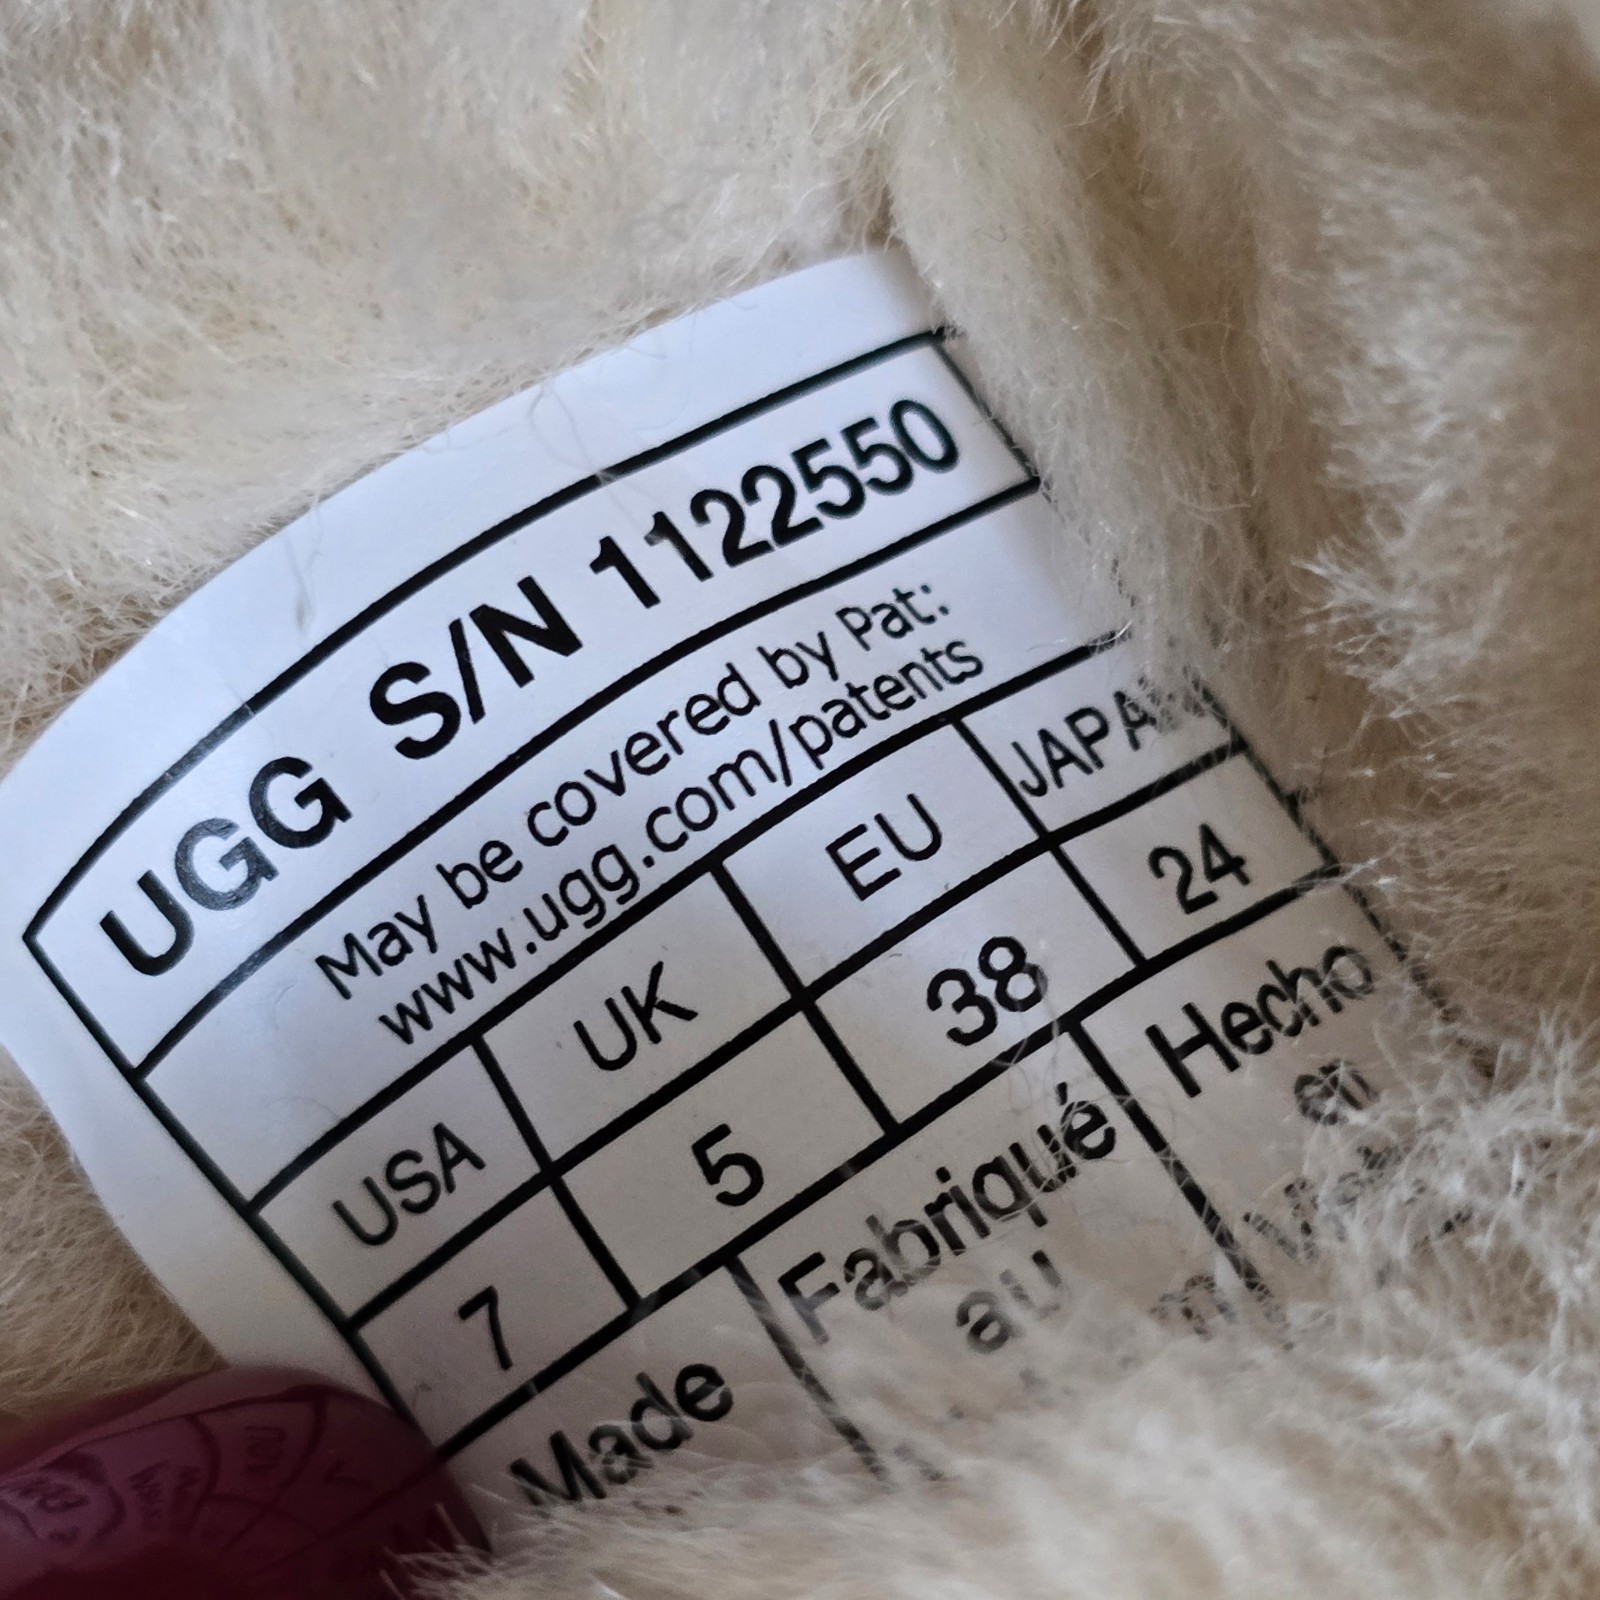 UGG S/N 1122550
May be covered by Pat:
www.ugg.com/patents
USA UK EU JAPAN
7 5 38 24
Made Fabriqué Hecho
au en